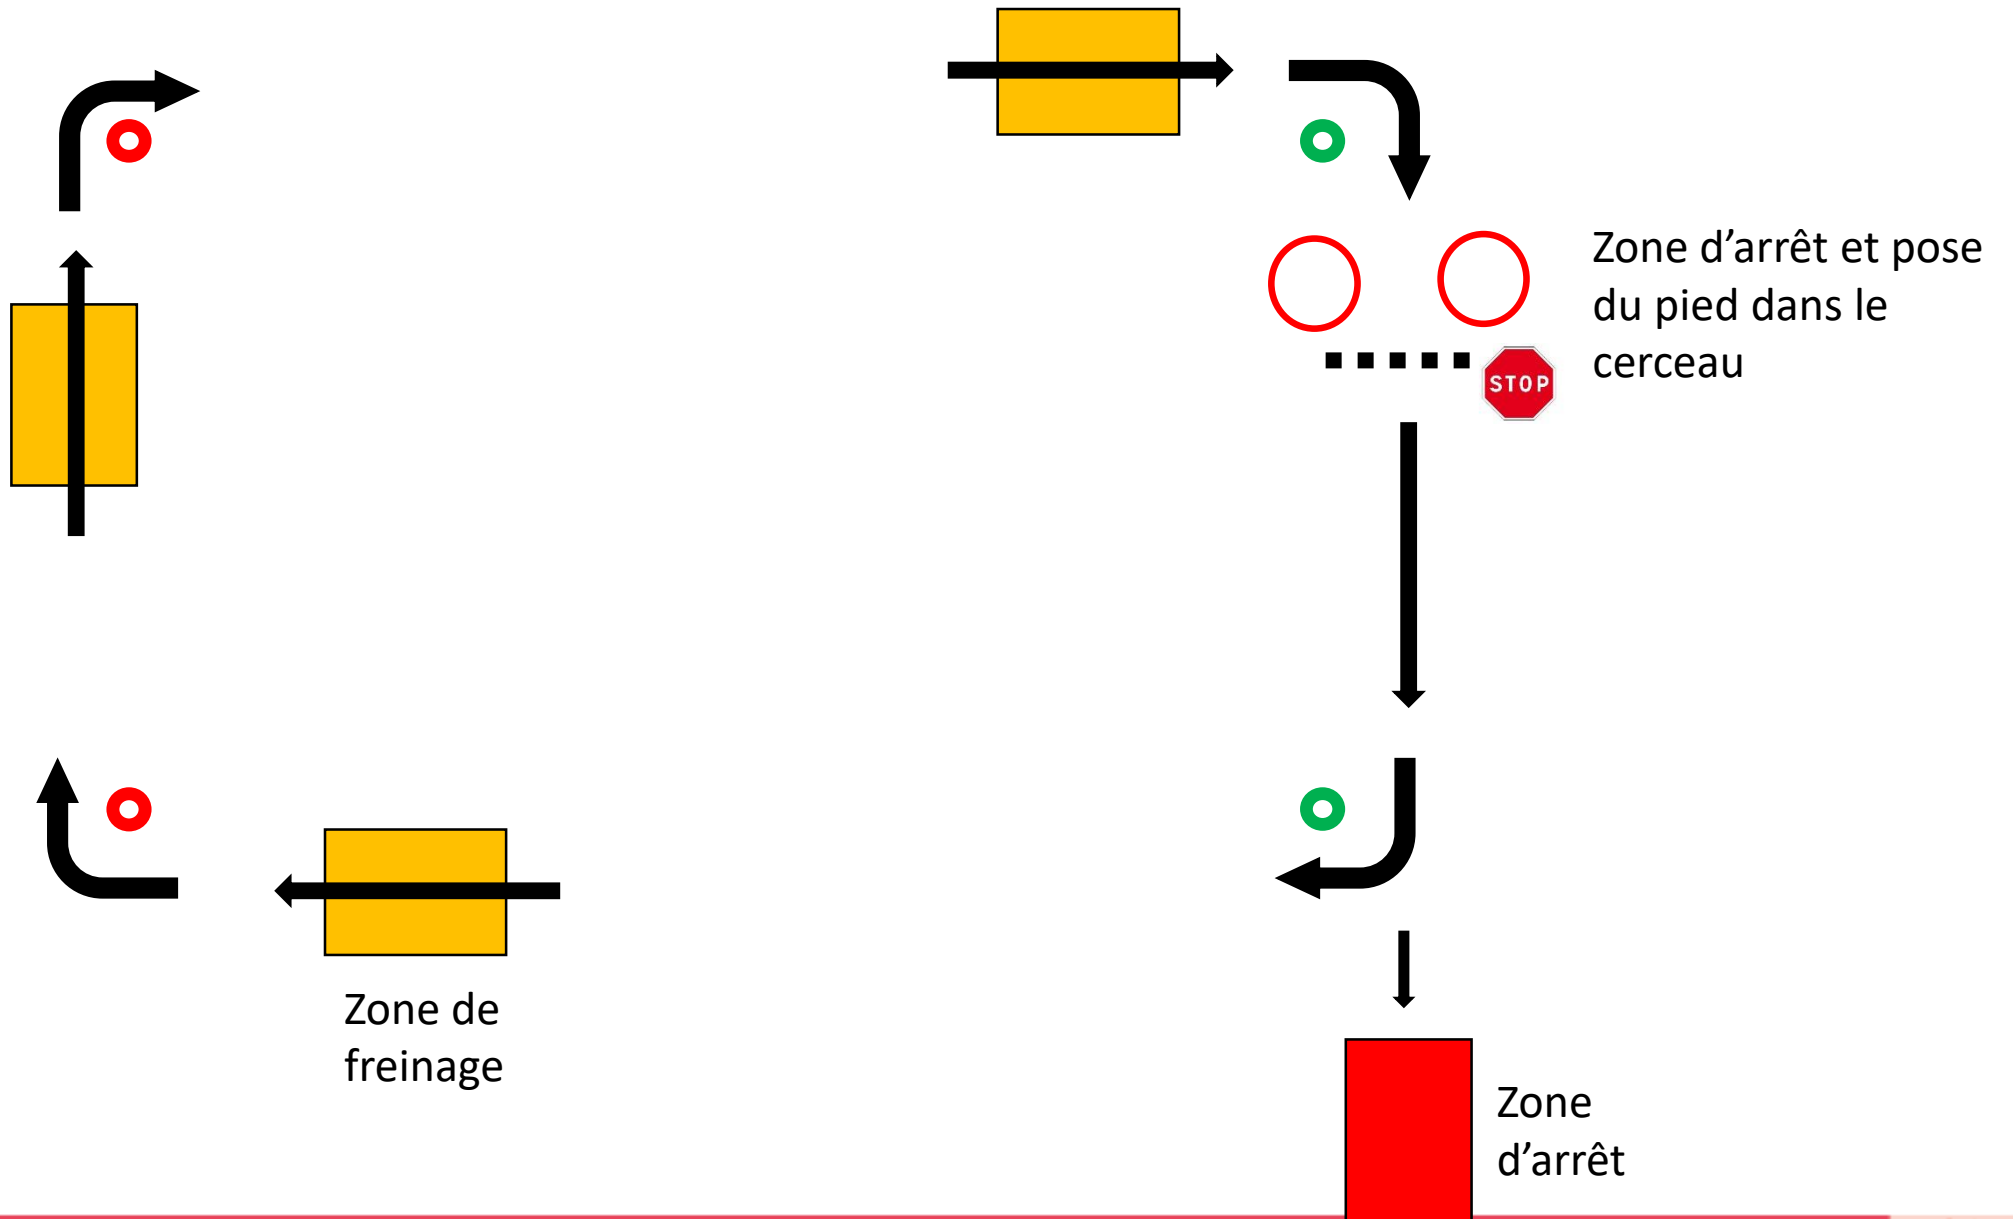 Zone d’arrêt et pose
du pied dans le
cerceau
STOP
Zone de
freinage
Zone
d’arrêt